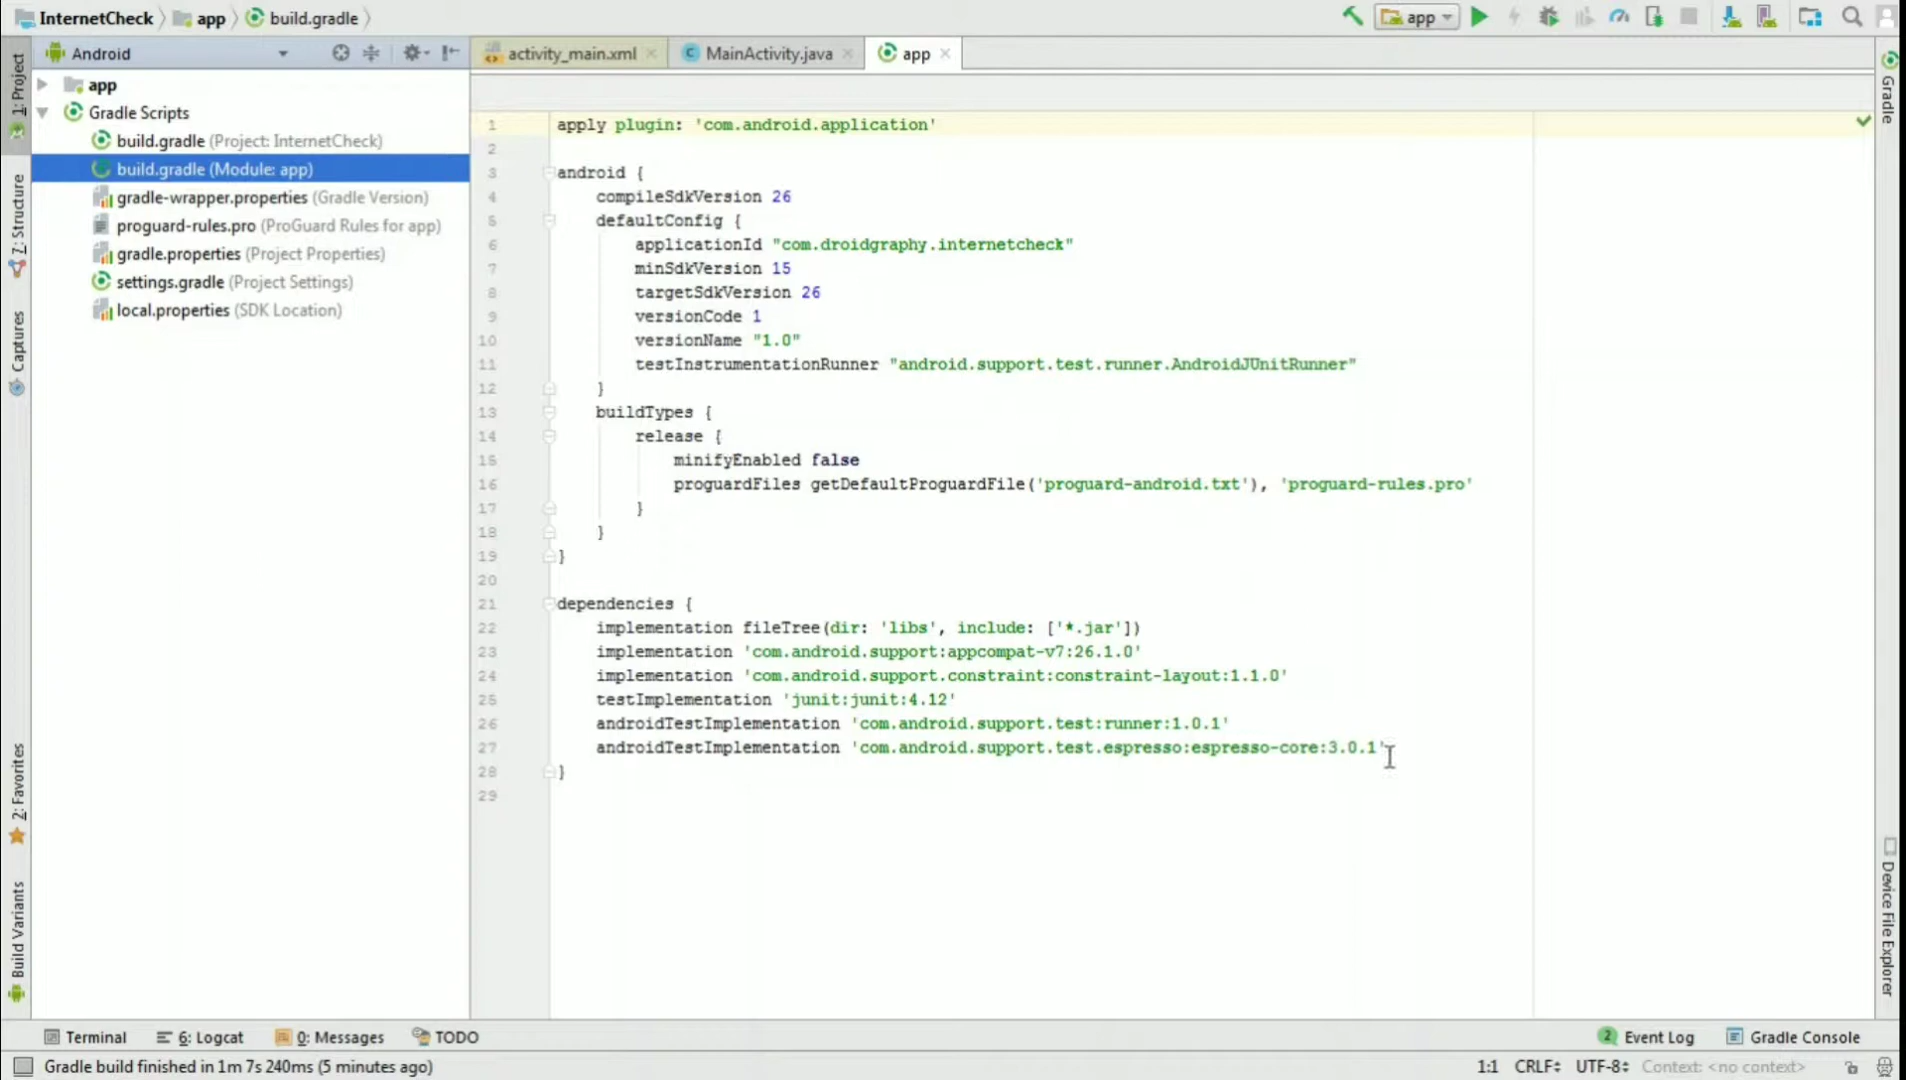 InternetCheck
app
build.gradle
app
1: Project
Android
activity_main.xml
MainActivity.java
app
Gradle
app
Gradle Scripts
build.gradle (Project: InternetCheck)
build.gradle (Module: app)
gradle-wrapper.properties (Gradle Version)
proguard-rules.pro (ProGuard Rules for app)
gradle.properties (Project Properties)
settings.gradle (Project Settings)
local.properties (SDK Location)
7: Structure
Captures
2: Favorites
Build Variants
1 apply plugin: 'com.android.application'
2
3 android {
4 compileSdkVersion 26
5 defaultConfig {
6 applicationId "com.droidgraphy.internetcheck"
7 minSdkVersion 15
8 targetSdkVersion 26
9 versionCode 1
10 versionName "1.0"
11 testInstrumentationRunner "android.support.test.runner.AndroidJUnitRunner"
12 }
13 buildTypes {
14 release {
15 minifyEnabled false
16 proguardFiles getDefaultProguardFile('proguard-android.txt'), 'proguard-rules.pro'
17 }
18 }
19 }
20
21 dependencies {
22 implementation fileTree(dir: 'libs', include: ['*.jar'])
23 implementation 'com.android.support:appcompat-v7:26.1.0'
24 implementation 'com.android.support.constraint:constraint-layout:1.1.0'
25 testImplementation 'junit:junit:4.12'
26 androidTestImplementation 'com.android.support.test:runner:1.0.1'
27 androidTestImplementation 'com.android.support.test.espresso:espresso-core:3.0.1'
28 }
29
Device File Explorer
Terminal
6: Logcat
0: Messages
TODO
2 Event Log
Gradle Console
Gradle build finished in 1m 7s 240ms (5 minutes ago)
1:1
CRLF
UTF-8
Context: <no context>